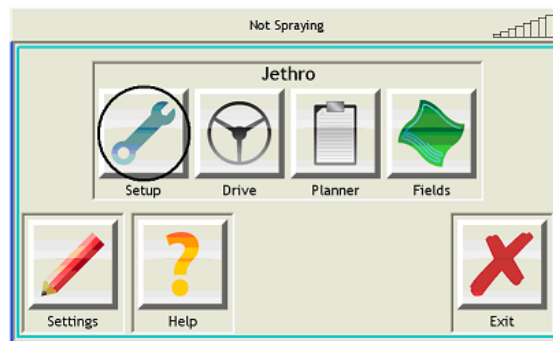 Not Spraying
Jethro
Setup Drive Planner Fields
Settings Help Exit